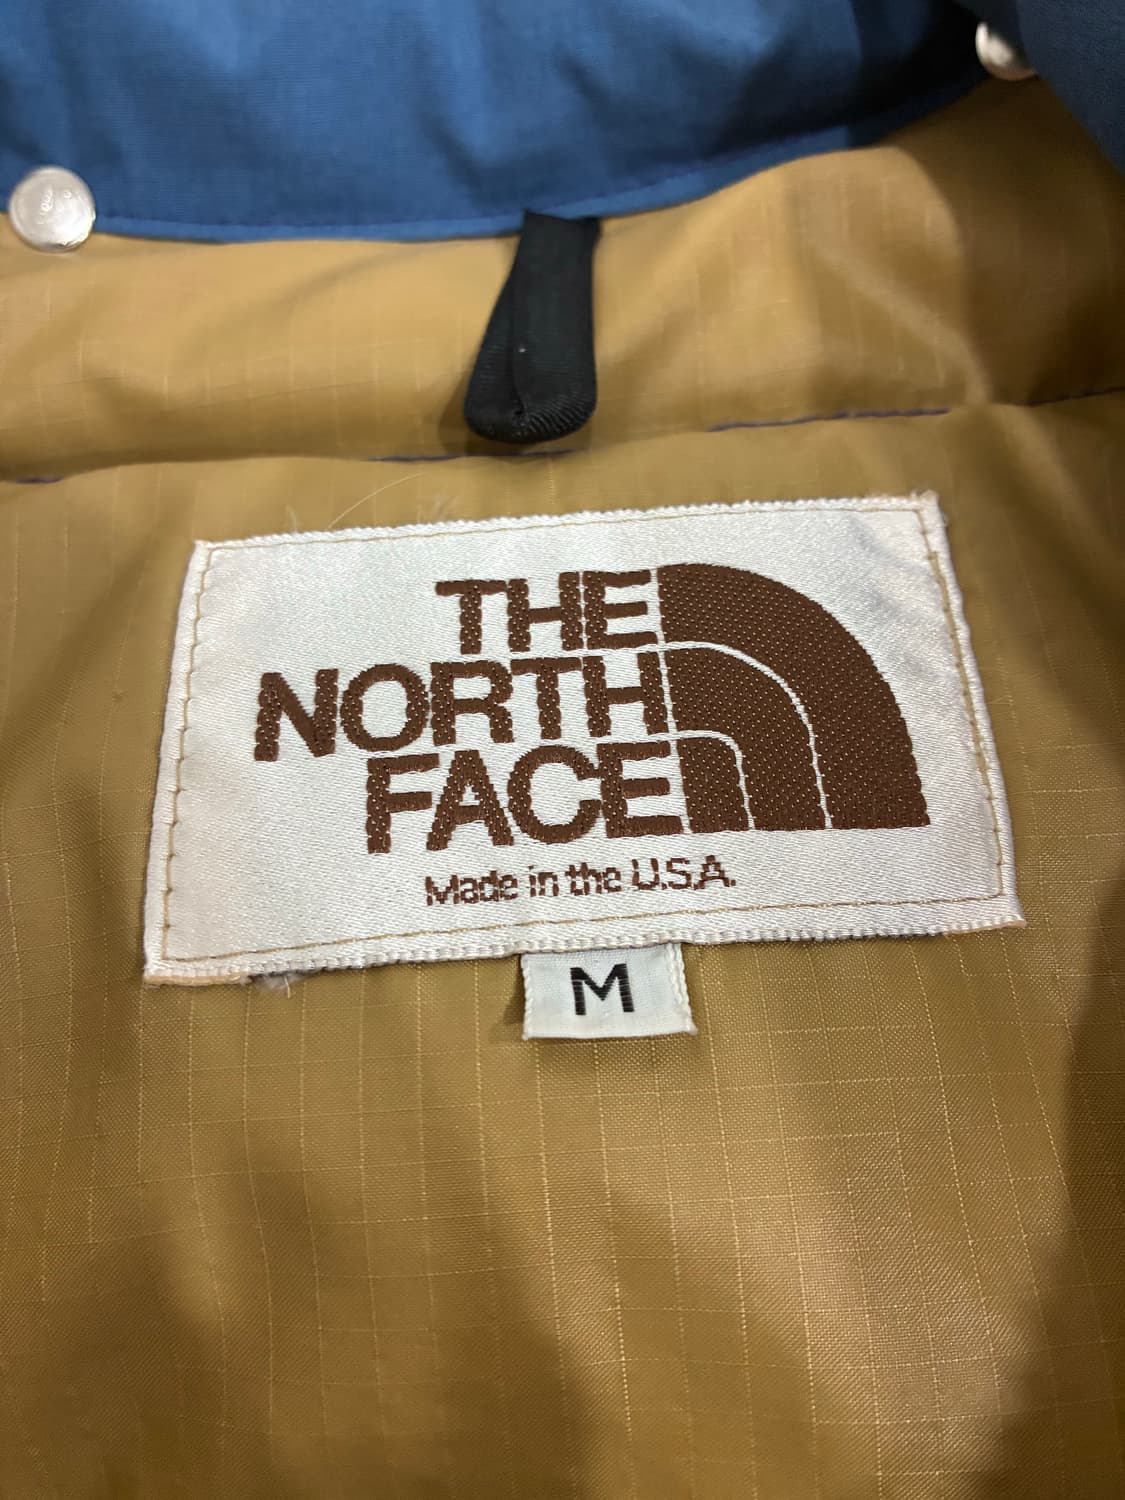 THE
NORTH
FACE
Made in the U.S.A.
M